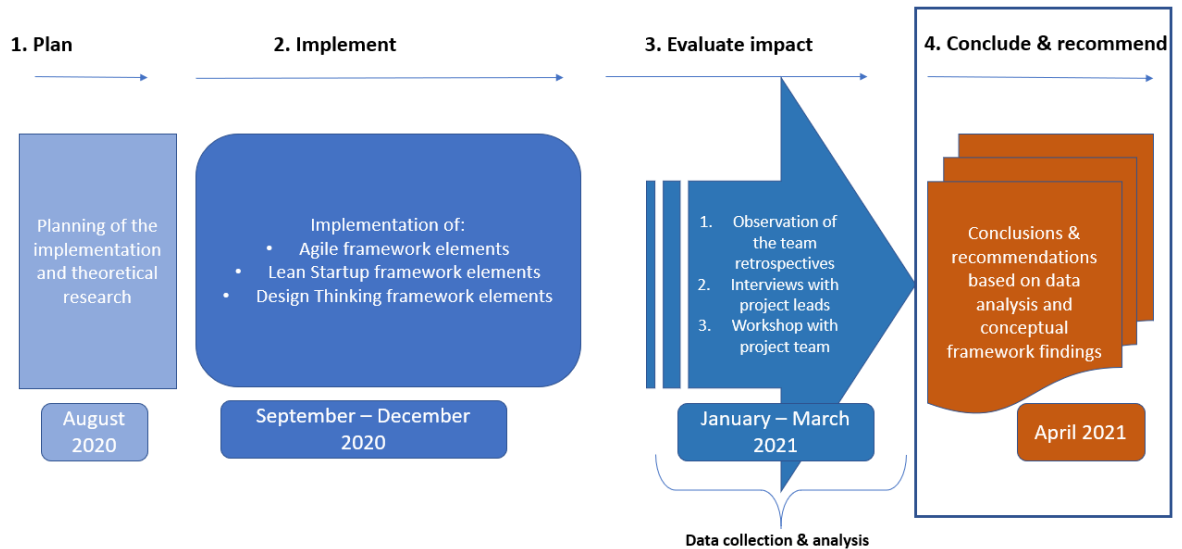 1. Plan
2. Implement
3. Evaluate impact
4. Conclude & recommend
Planning of the
implementation
and theoretical
research
August
2020
Implementation of:
• Agile framework elements
• Lean Startup framework elements
• Design Thinking framework elements
September – December
2020
1. Observation of
the team
retrospectives
2. Interviews with
project leads
3. Workshop with
project team
January – March
2021
Data collection & analysis
Conclusions &
recommendations
based on data
analysis and
conceptual
framework findings
April 2021